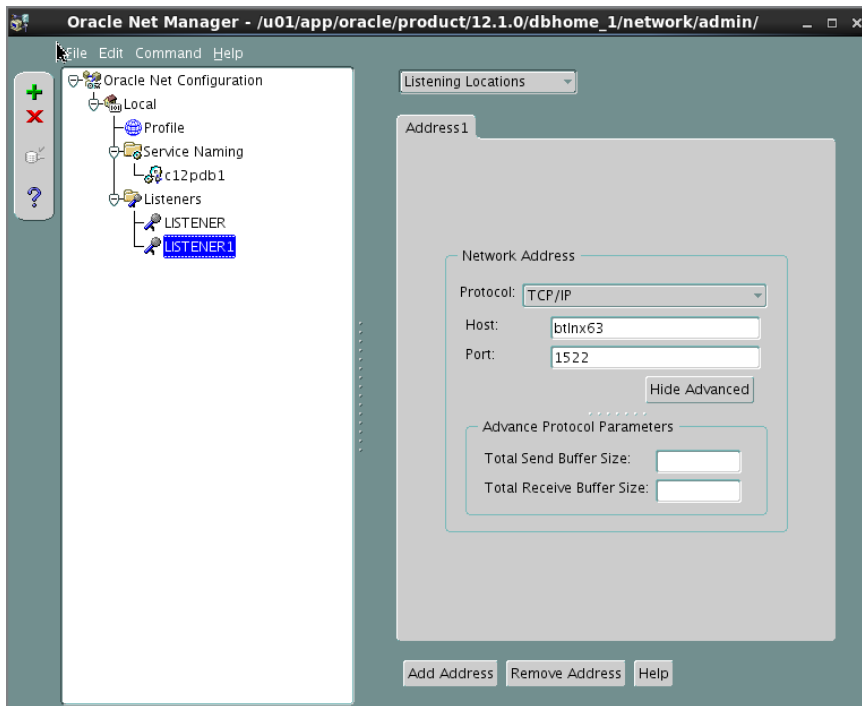 Oracle Net Manager - /u01/app/oracle/product/12.1.0/dbhome_1/network/admin/
File Edit Command Help
Oracle Net Configuration
Local
Profile
Service Naming
c12pdb1
Listeners
LISTENER
LISTENER1
Listening Locations
Address1
Network Address
Protocol: TCP/IP
Host: btlnx63
Port: 1522
Hide Advanced
Advance Protocol Parameters
Total Send Buffer Size:
Total Receive Buffer Size:
Add Address Remove Address Help